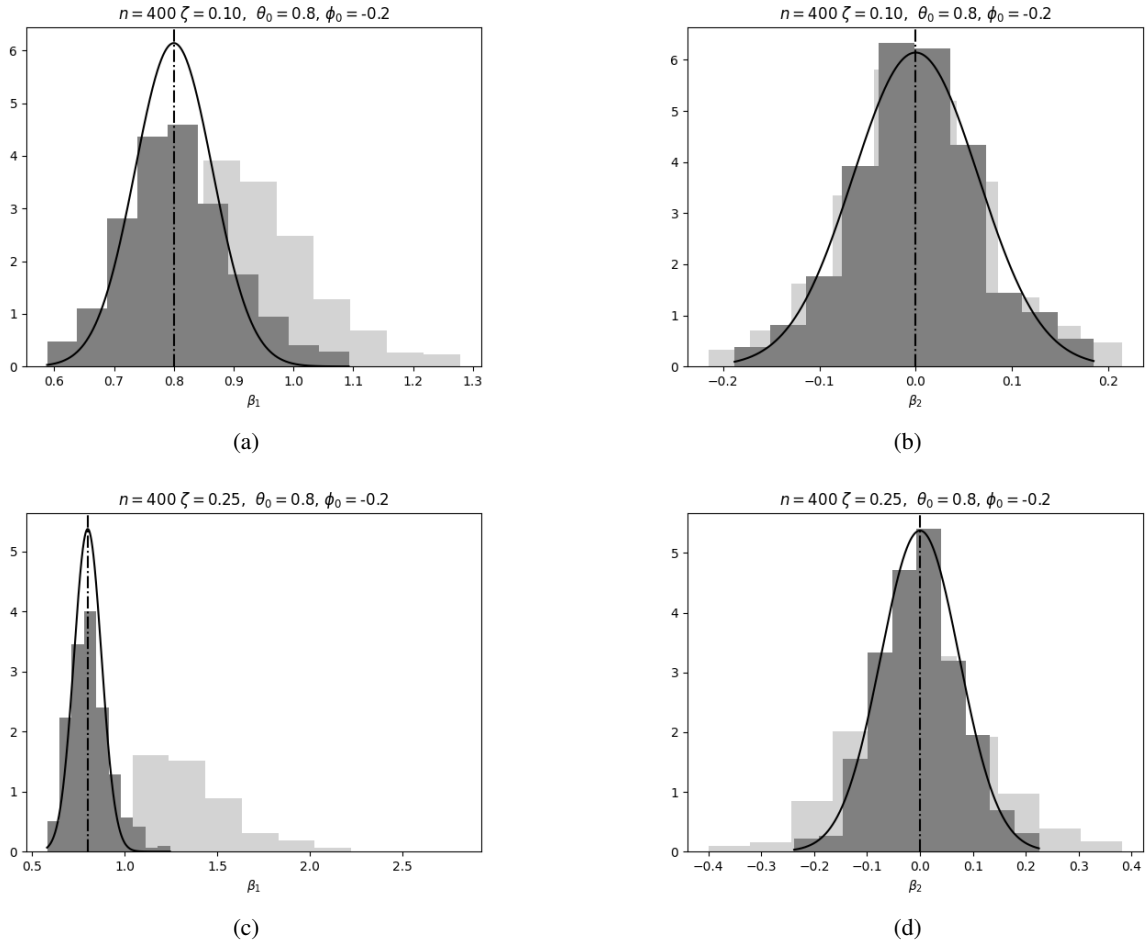 n = 400 ζ = 0.10, θ₀ = 0.8, ϕ₀ = -0.2
6
5
4
3
2
1
0
0.6 0.7 0.8 0.9 1.0 1.1 1.2 1.3
β₁
(a)
n = 400 ζ = 0.10, θ₀ = 0.8, ϕ₀ = -0.2
6
5
4
3
2
1
0
−0.2 −0.1 0.0 0.1 0.2
β₂
(b)
n = 400 ζ = 0.25, θ₀ = 0.8, ϕ₀ = -0.2
5
4
3
2
1
0
0.5 1.0 1.5 2.0 2.5
β₁
(c)
n = 400 ζ = 0.25, θ₀ = 0.8, ϕ₀ = -0.2
5
4
3
2
1
0
−0.4 −0.3 −0.2 −0.1 0.0 0.1 0.2 0.3 0.4
β₂
(d)